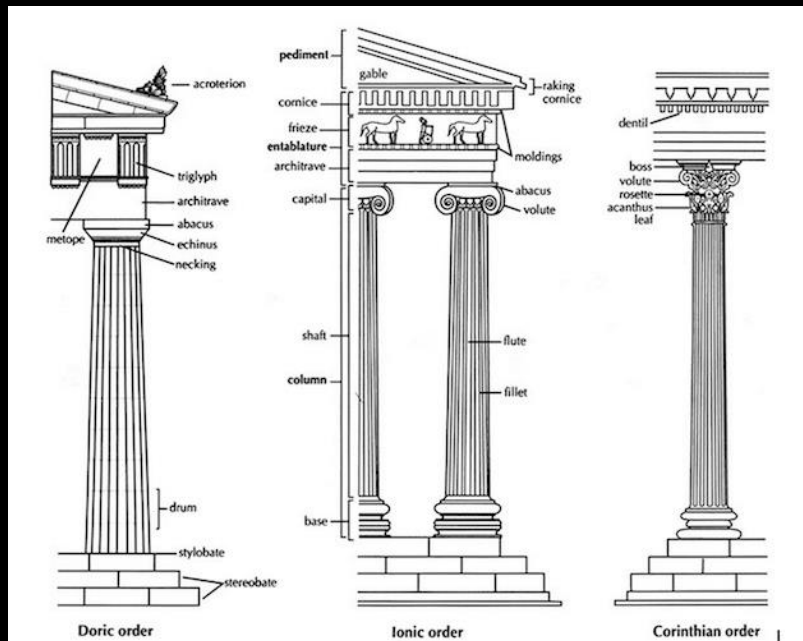 acroterion
triglyph
architrave
abacus
echinus
necking
metope
drum
stylobate
stereobate
Doric order
pediment
gable
raking
cornice
cornice
frieze
entablature
moldings
architrave
capital
abacus
volute
shaft
flute
column
fillet
base
Ionic order
dentil
boss
volute
rosette
acanthus
leaf
Corinthian order